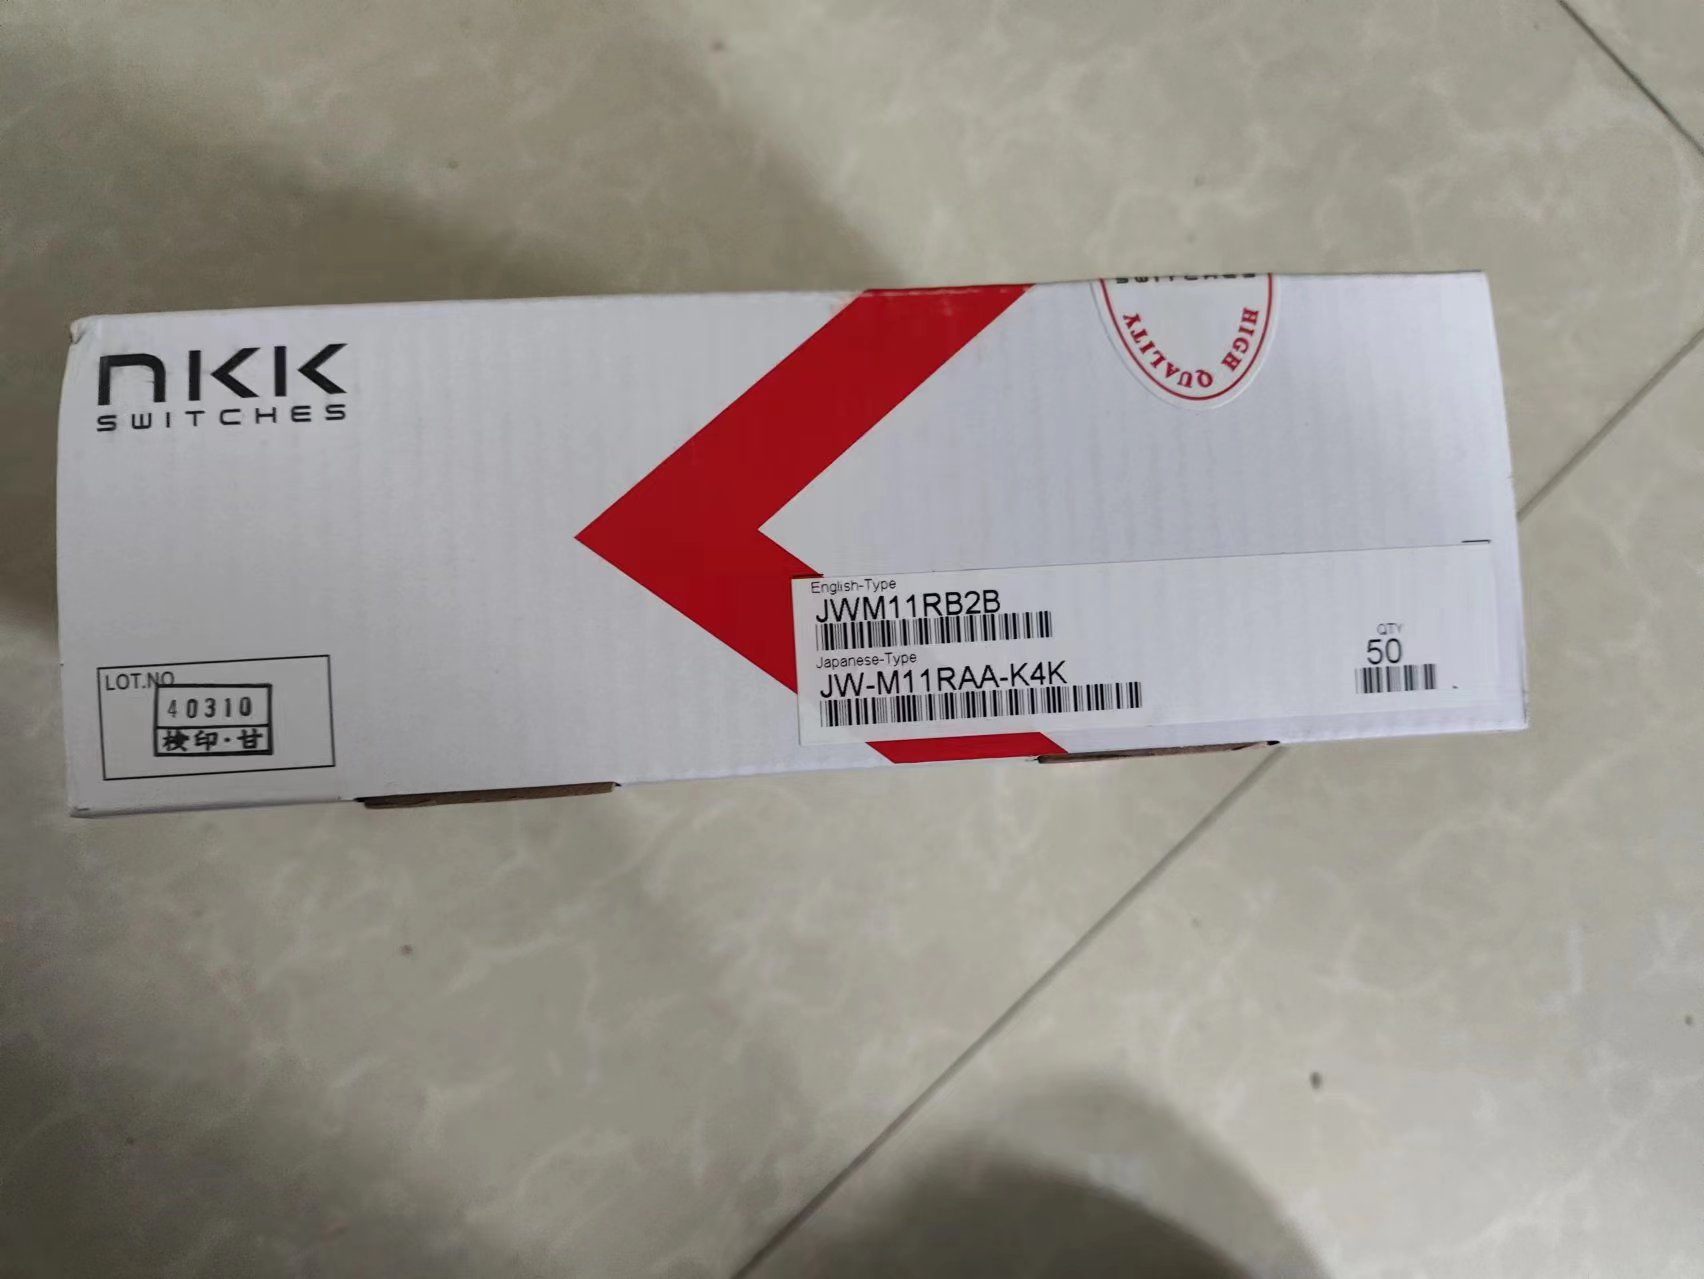 SWITCHES
HIGH QUALITY
NKK
SWITCHES
English-Type
JWM11RB2B
Japanese-Type
JW-M11RAA-K4K
QTY
50
LOT.NO
40310
検印・甘